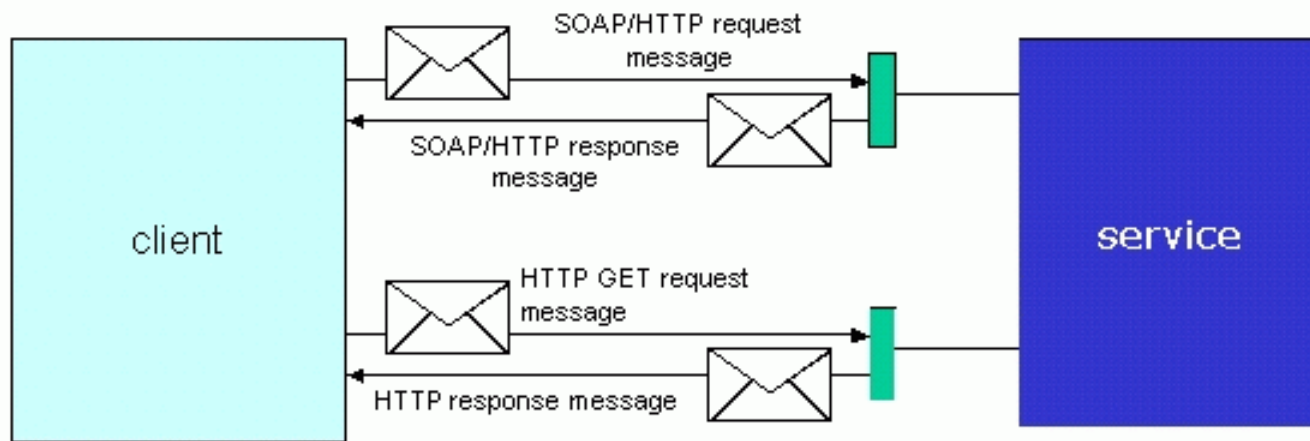 SOAP/HTTP request
message
SOAP/HTTP response
message
client
service
HTTP GET request
message
HTTP response message